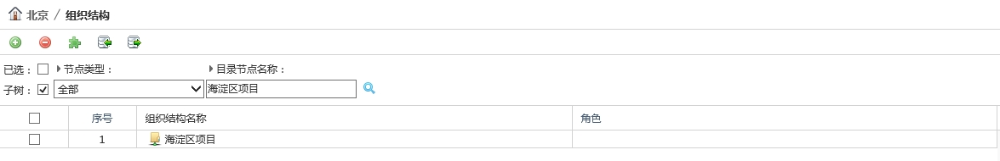 北京 / 组织结构
已选： 节点类型： 目录节点名称：
子树： 全部 海淀区项目
序号 组织结构名称 角色
1 海淀区项目